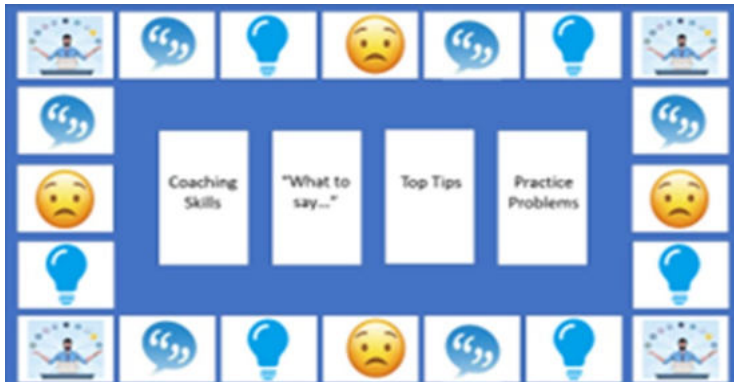 Coaching
Skills
"What to
say..."
Top Tips
Practice
Problems